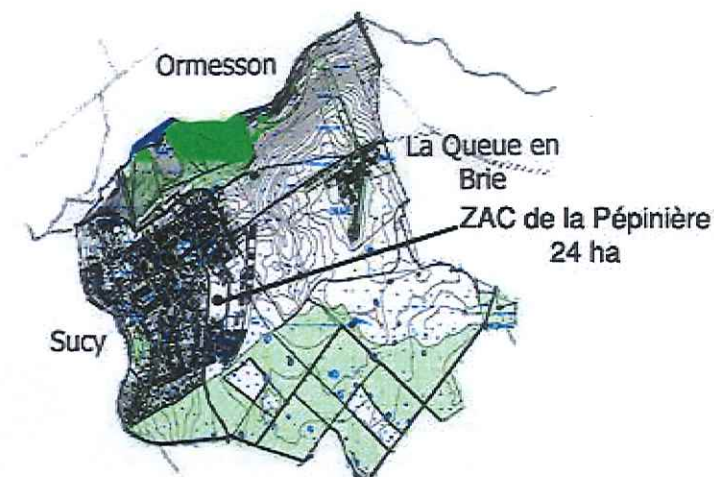 Ormesson
La Queue en
Brie
ZAC de la Pépinière
24 ha
Sucy